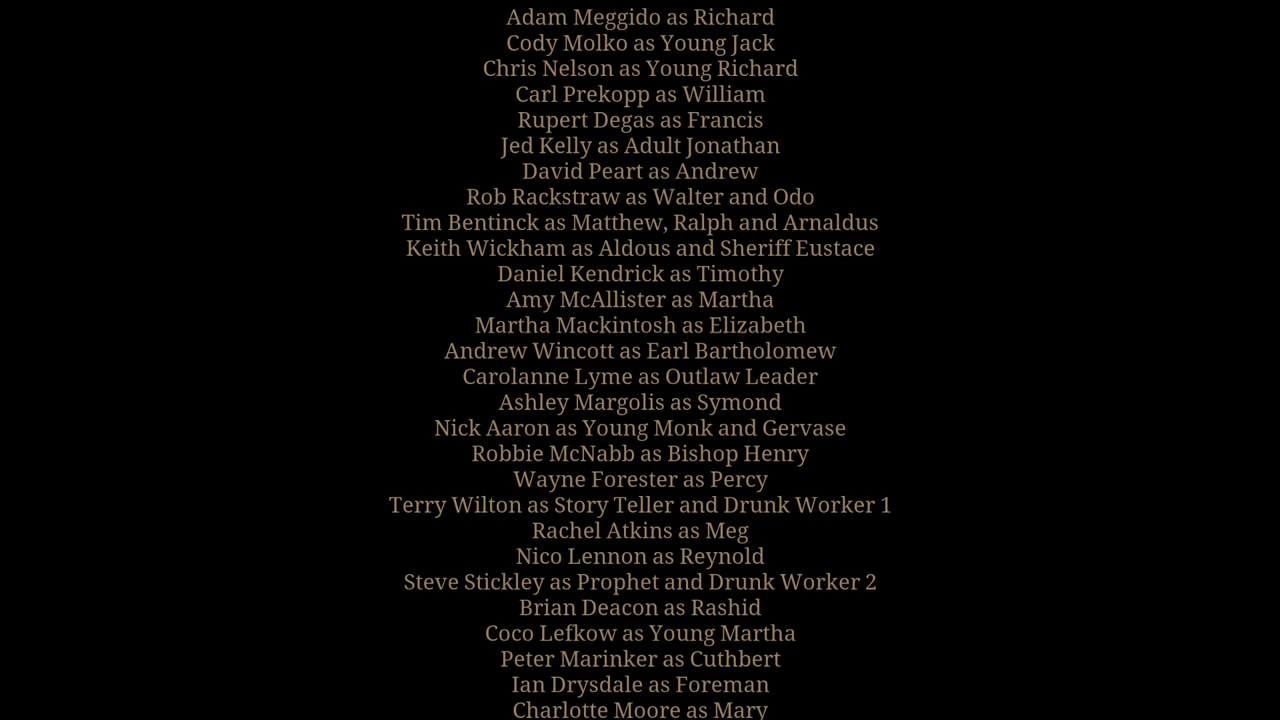 Adam Meggido as Richard
Cody Molko as Young Jack
Chris Nelson as Young Richard
Carl Prekopp as William
Rupert Degas as Francis
Jed Kelly as Adult Jonathan
David Peart as Andrew
Rob Rackstraw as Walter and Odo
Tim Bentinck as Matthew, Ralph and Arnaldus
Keith Wickham as Aldous and Sheriff Eustace
Daniel Kendrick as Timothy
Amy McAllister as Martha
Martha Mackintosh as Elizabeth
Andrew Wincott as Earl Bartholomew
Carolanne Lyme as Outlaw Leader
Ashley Margolis as Symond
Nick Aaron as Young Monk and Gervase
Robbie McNabb as Bishop Henry
Wayne Forester as Percy
Terry Wilton as Story Teller and Drunk Worker 1
Rachel Atkins as Meg
Nico Lennon as Reynold
Steve Stickley as Prophet and Drunk Worker 2
Brian Deacon as Rashid
Coco Lefkow as Young Martha
Peter Marinker as Cuthbert
Ian Drysdale as Foreman
Charlotte Moore as Mary